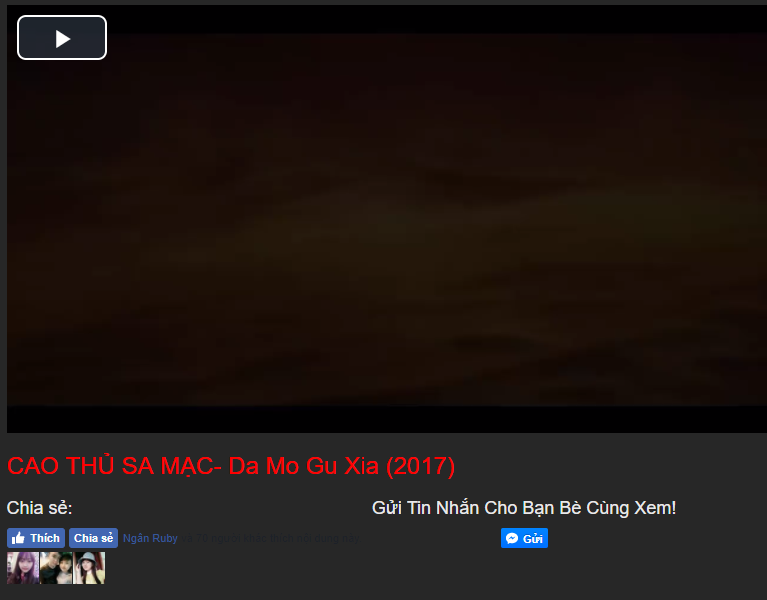 CAO THỦ SA MẠC- Da Mo Gu Xia (2017)
Chia sẻ:
Gửi Tin Nhắn Cho Bạn Bè Cùng Xem!
Thích Chia sẻ Ngân Ruby
Gửi